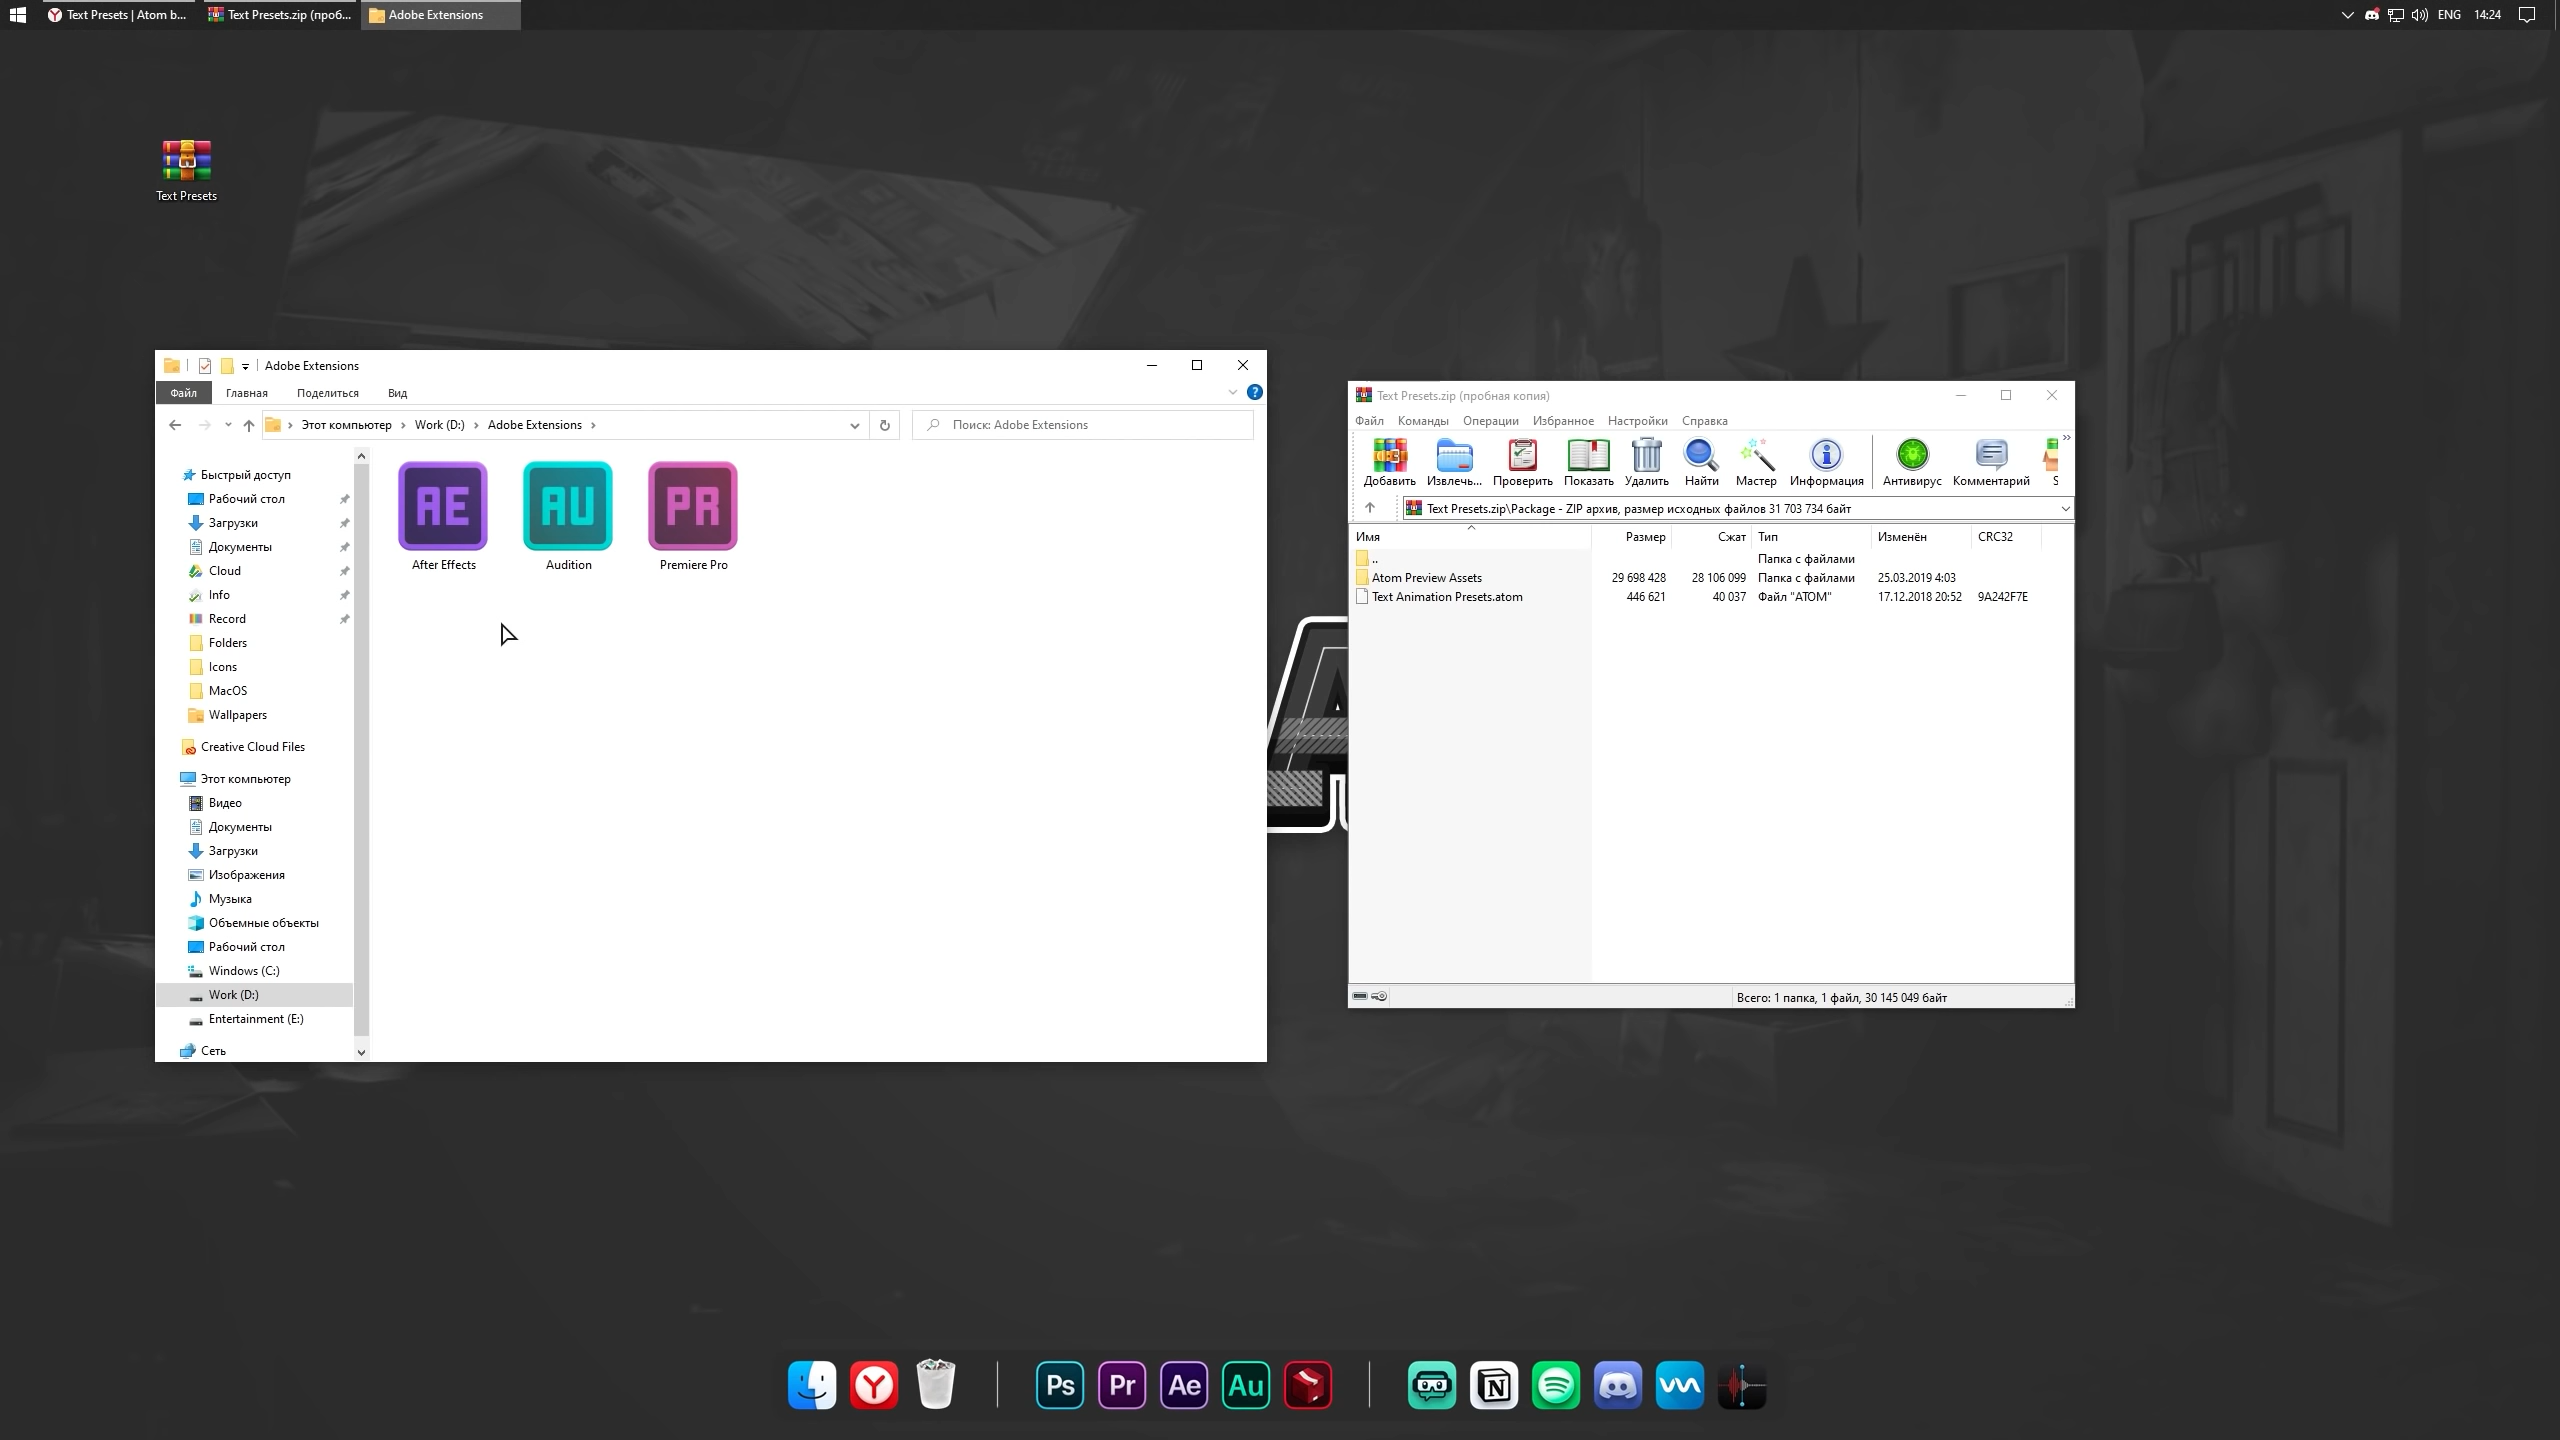 Text Presets | Atom b...
Text Presets.zip (проб...
Adobe Extensions
ENG
14:24
Text Presets
Adobe Extensions
Файл
Главная
Поделиться
Вид
Этот компьютер
Work (D:)
Adobe Extensions
Поиск: Adobe Extensions
Быстрый доступ
Рабочий стол
Загрузки
Документы
Cloud
Info
Record
Folders
Icons
MacOS
Wallpapers
Creative Cloud Files
Этот компьютер
Видео
Документы
Загрузки
Изображения
Музыка
Объемные объекты
Рабочий стол
Windows (C:)
Work (D:)
Entertainment (E:)
Сеть
AE
AU
PR
After Effects
Audition
Premiere Pro
Text Presets.zip (пробная копия)
Файл Команды Операции Избранное Настройки Справка
Добавить Извлечь... Проверить Показать Удалить Найти Мастер Информация Антивирус Комментарий S
Text Presets.zip\Package - ZIP архив, размер исходных файлов 31 703 734 байт
Имя Размер Сжат Тип Изменён CRC32
.. Папка с файлами
Atom Preview Assets 29 698 428 28 106 099 Папка с файлами 25.03.2019 4:03
Text Animation Presets.atom 446 621 40 037 Файл "ATOM" 17.12.2018 20:52 9A242F7E
Всего: 1 папка, 1 файл, 30 145 049 байт
Ps
Pr
Ae
Au